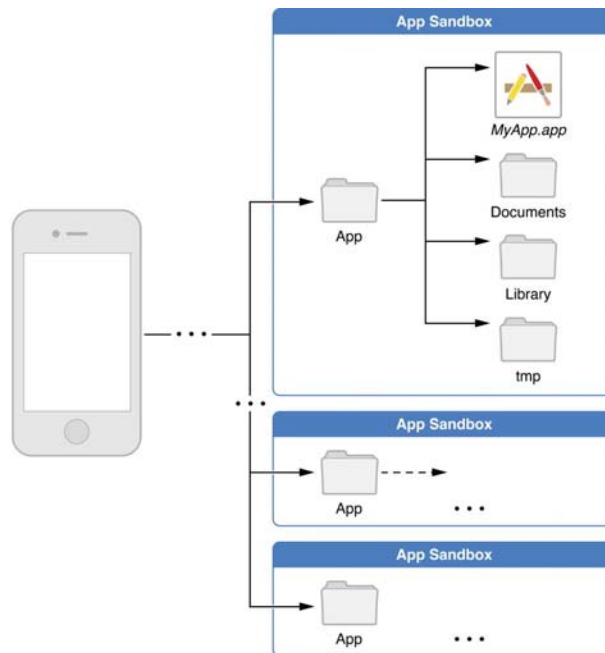 App Sandbox
MyApp.app
Documents
App
Library
tmp
App Sandbox
App
App Sandbox
App